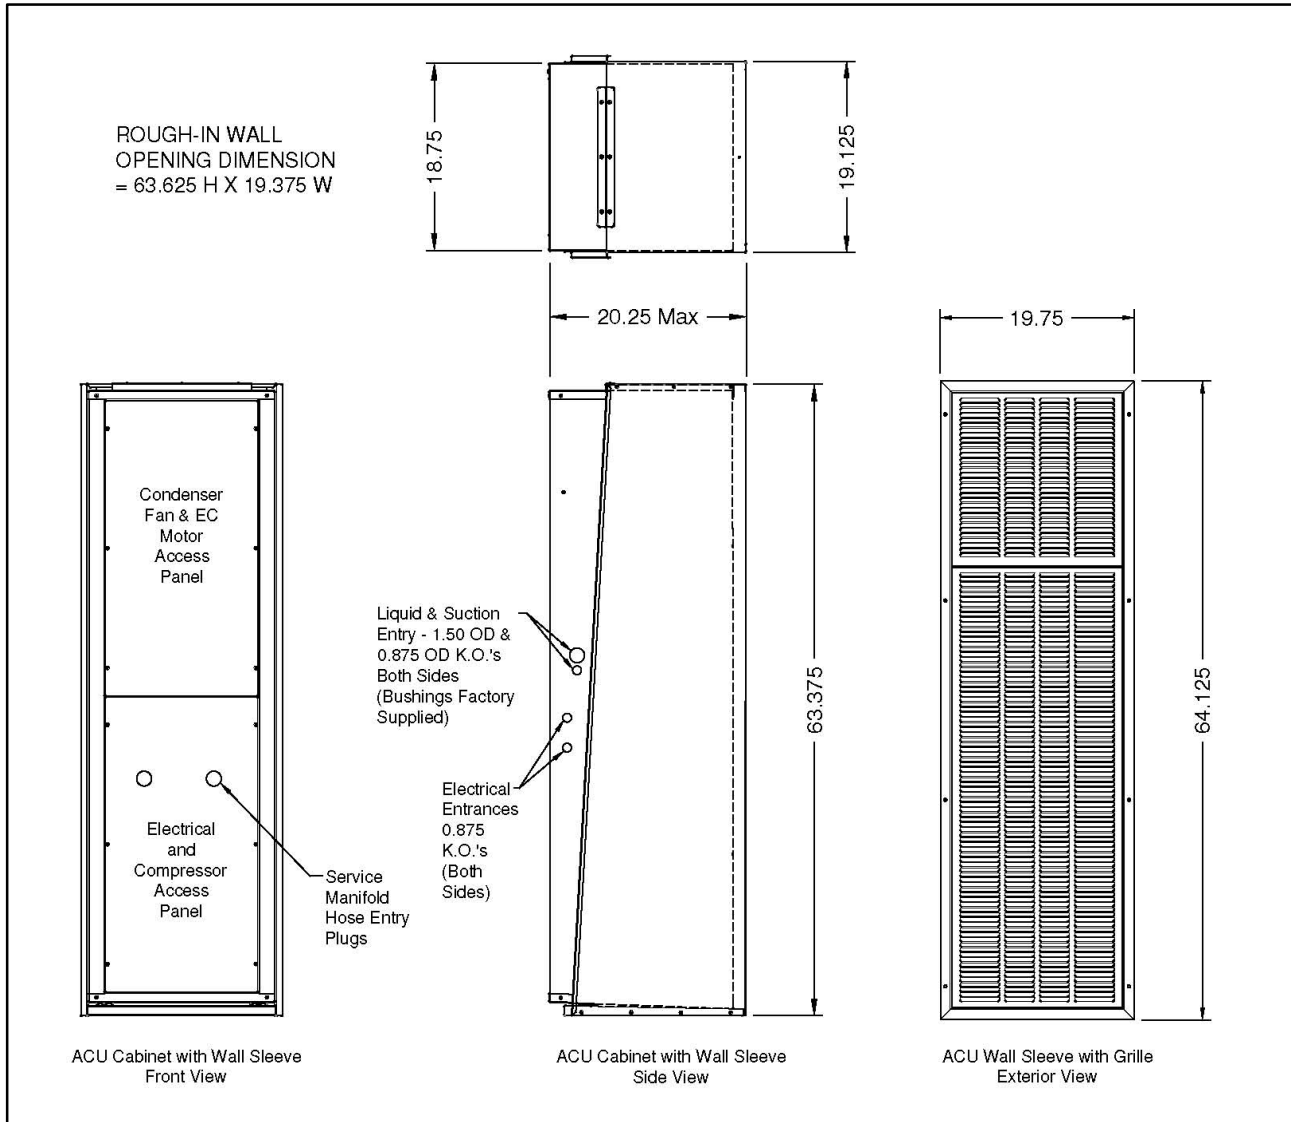 ROUGH-IN WALL
OPENING DIMENSION
= 63.625 H X 19.375 W
18.75
19.125
20.25 Max
19.75
Condenser
Fan & EC
Motor
Access
Panel
Liquid & Suction
Entry - 1.50 OD &
0.875 OD K.O.'s
Both Sides
(Bushings Factory
Supplied)
63.375
64.125
Electrical
Entrances
0.875
K.O.'s
(Both
Sides)
Electrical
and
Compressor
Access
Panel
Service
Manifold
Hose Entry
Plugs
ACU Cabinet with Wall Sleeve
Front View
ACU Cabinet with Wall Sleeve
Side View
ACU Wall Sleeve with Grille
Exterior View